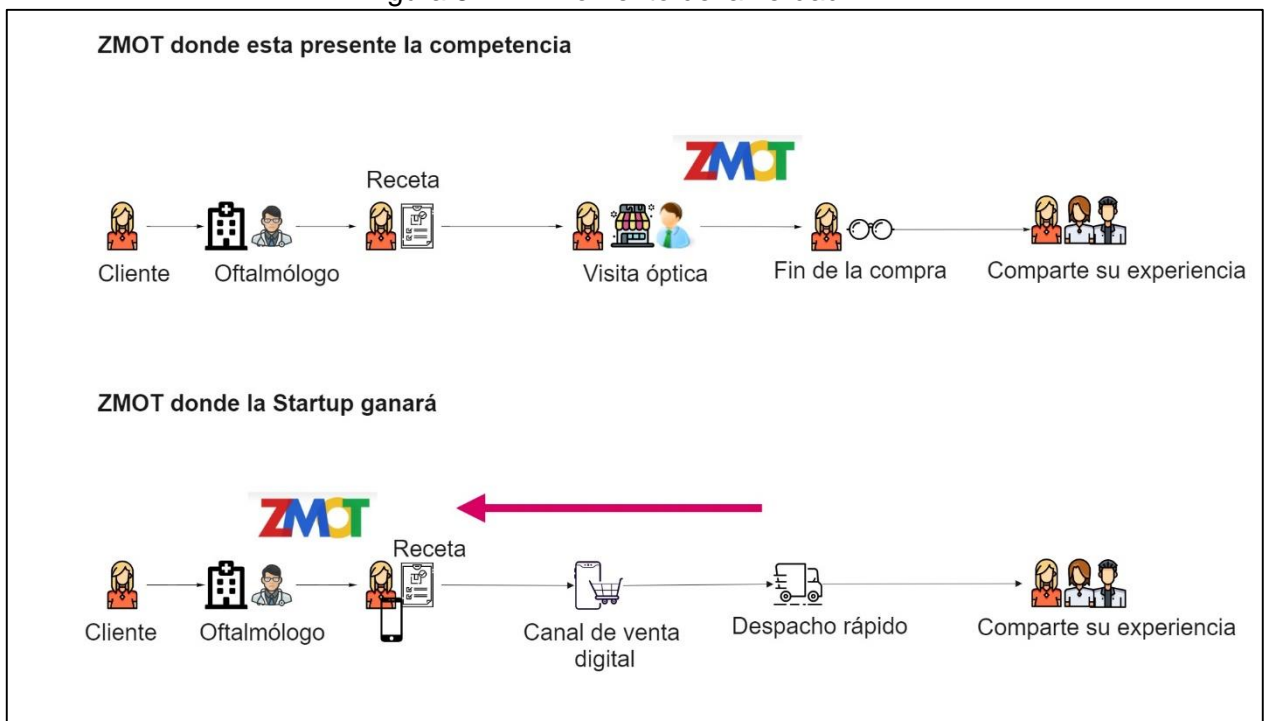 ZMOT donde esta presente la competencia
ZMOT
Receta
Cliente
Oftalmólogo
Visita óptica
Fin de la compra
Comparte su experiencia
ZMOT donde la Startup ganará
ZMOT
Receta
Cliente
Oftalmólogo
Canal de venta
digital
Despacho rápido
Comparte su experiencia